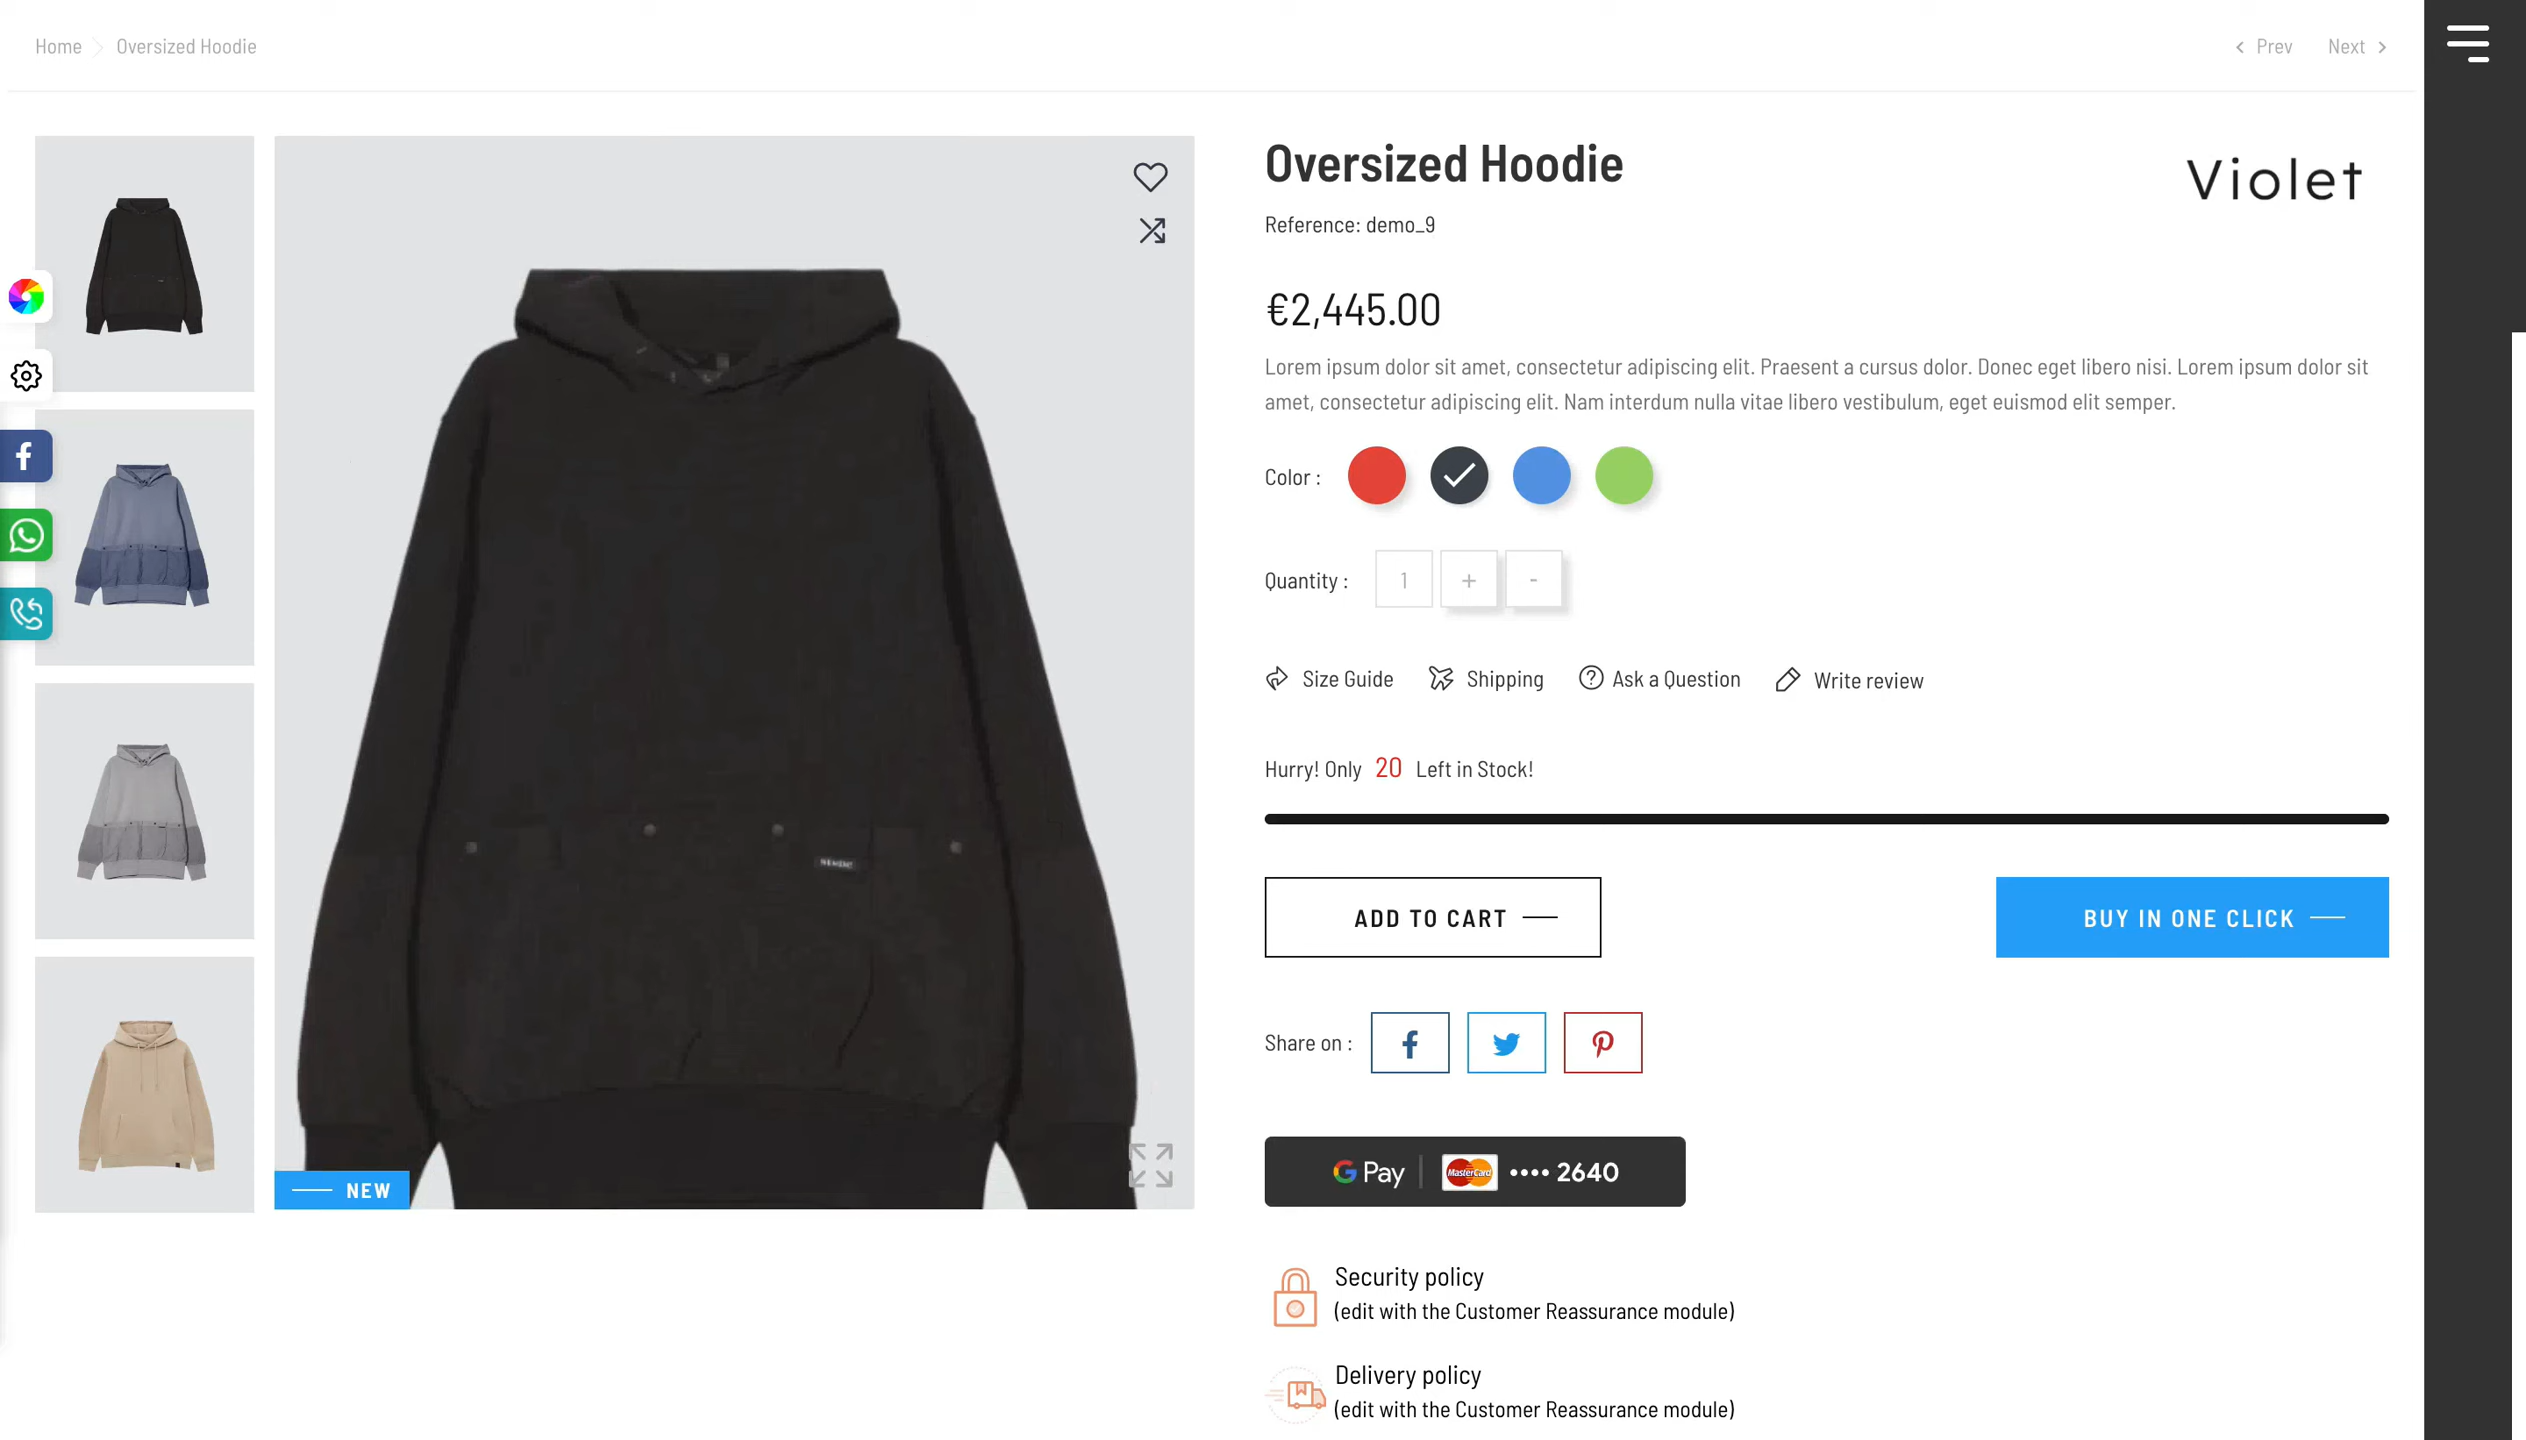 Home Oversized Hoodie
Prev Next
Oversized Hoodie
Violet
Reference: demo_9
€2,445.00
Lorem ipsum dolor sit amet, consectetur adipiscing elit. Praesent a cursus dolor. Donec eget libero nisi. Lorem ipsum dolor sit
amet, consectetur adipiscing elit. Nam interdum nulla vitae libero vestibulum, eget euismod elit semper.
Color :
Quantity : 1 + -
Size Guide Shipping Ask a Question Write review
Hurry! Only 20 Left in Stock!
ADD TO CART
BUY IN ONE CLICK
Share on :
NEW
G Pay MasterCard •••• 2640
Security policy
(edit with the Customer Reassurance module)
Delivery policy
(edit with the Customer Reassurance module)